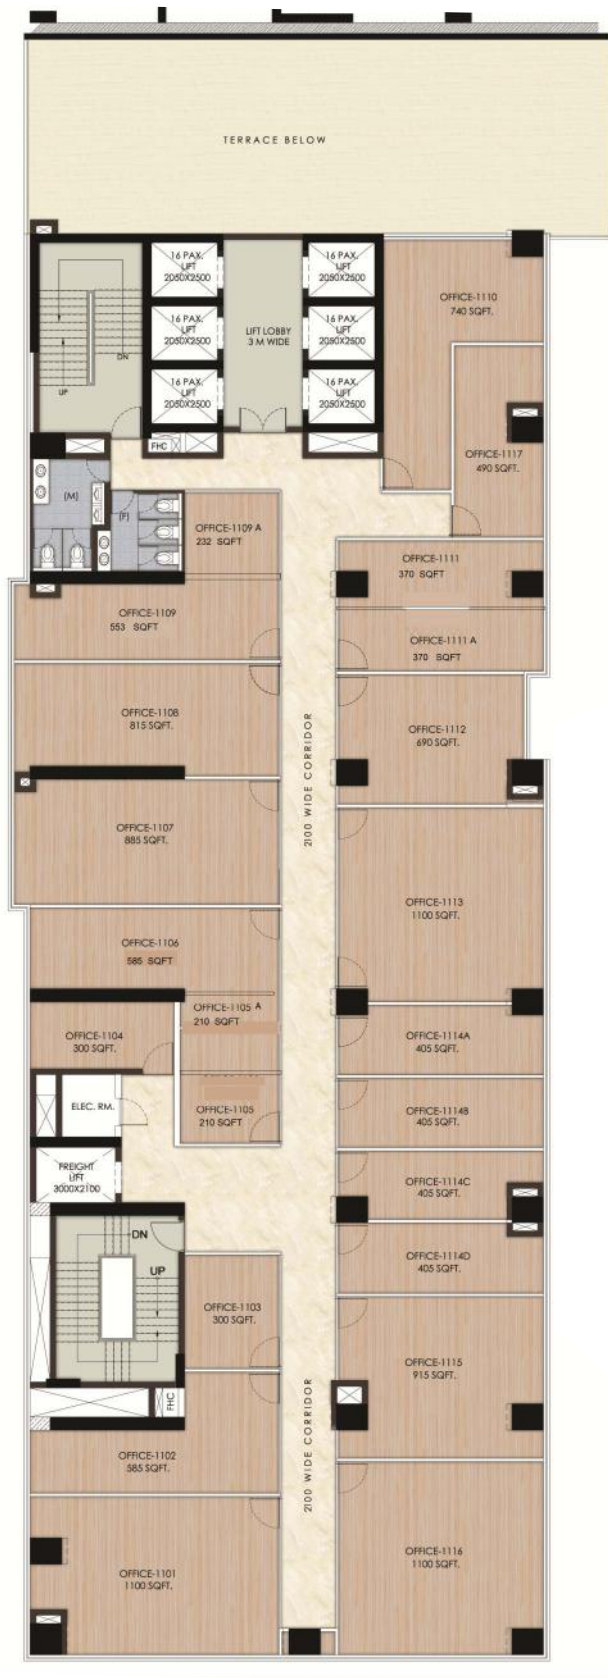 TERRACE BELOW
16 PAX.
LIFT
2050X2500
16 PAX.
LIFT
2050X2500
16 PAX.
LIFT
2050X2500
LIFT LOBBY
3 M WIDE
16 PAX.
LIFT
2050X2500
16 PAX.
LIFT
2050X2500
16 PAX.
LIFT
2050X2500
DN
UP
FHC
OFFICE-1110
740 SQFT.
OFFICE-1117
490 SQFT.
(M)
(F)
OFFICE-1109 A
232 SQFT
OFFICE-1111
370 SQFT
OFFICE-1109
553 SQFT
OFFICE-1111 A
370 SQFT
OFFICE-1108
815 SQFT.
OFFICE-1112
690 SQFT.
2100 WIDE CORRIDOR
OFFICE-1107
885 SQFT.
OFFICE-1113
1100 SQFT.
OFFICE-1106
585 SQFT
OFFICE-1105 A
210 SQFT
OFFICE-1104
300 SQFT.
OFFICE-1114A
405 SQFT.
ELEC. RM.
OFFICE-1105
210 SQFT
OFFICE-1114B
405 SQFT.
FREIGHT
LIFT
3000X2100
OFFICE-1114C
405 SQFT.
DN
UP
OFFICE-1114D
405 SQFT.
OFFICE-1103
300 SQFT.
OFFICE-1115
915 SQFT.
FHC
2100 WIDE CORRIDOR
OFFICE-1102
585 SQFT.
OFFICE-1116
1100 SQFT.
OFFICE-1101
1100 SQFT.